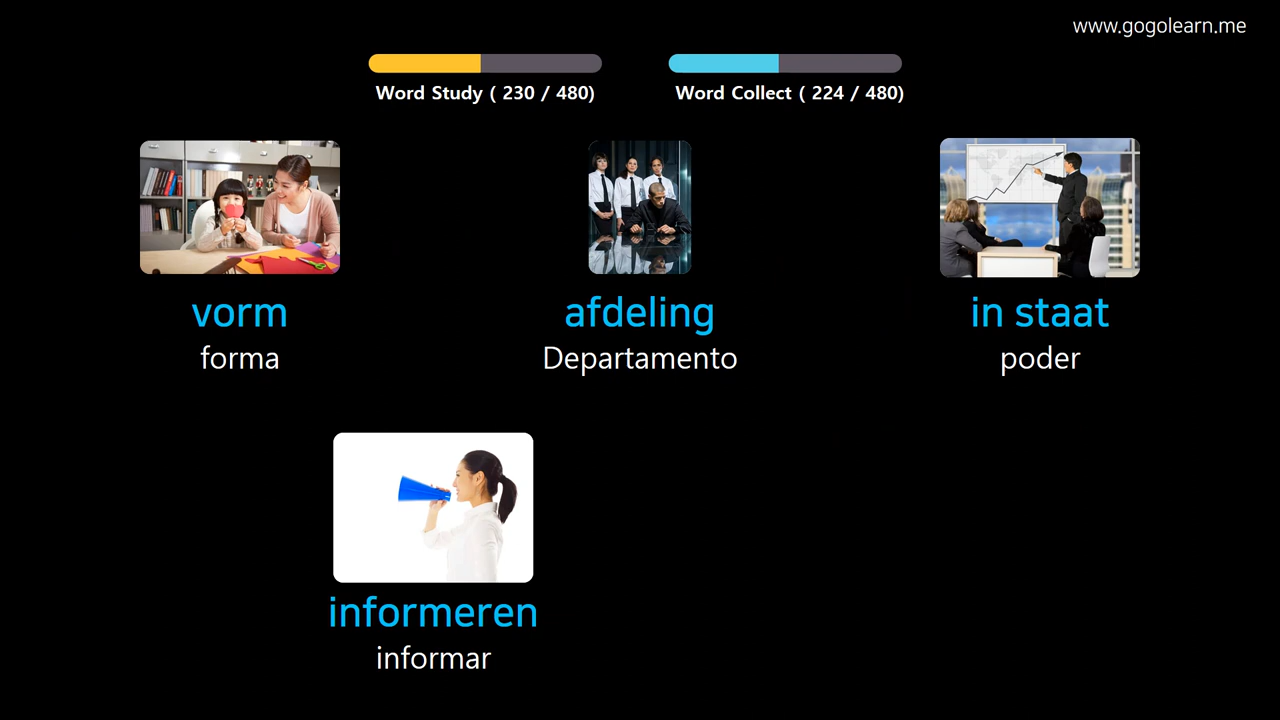 www.gogolearn.me
Word Study ( 230 / 480)
Word Collect ( 224 / 480)
vorm
forma
afdeling
Departamento
in staat
poder
informeren
informar